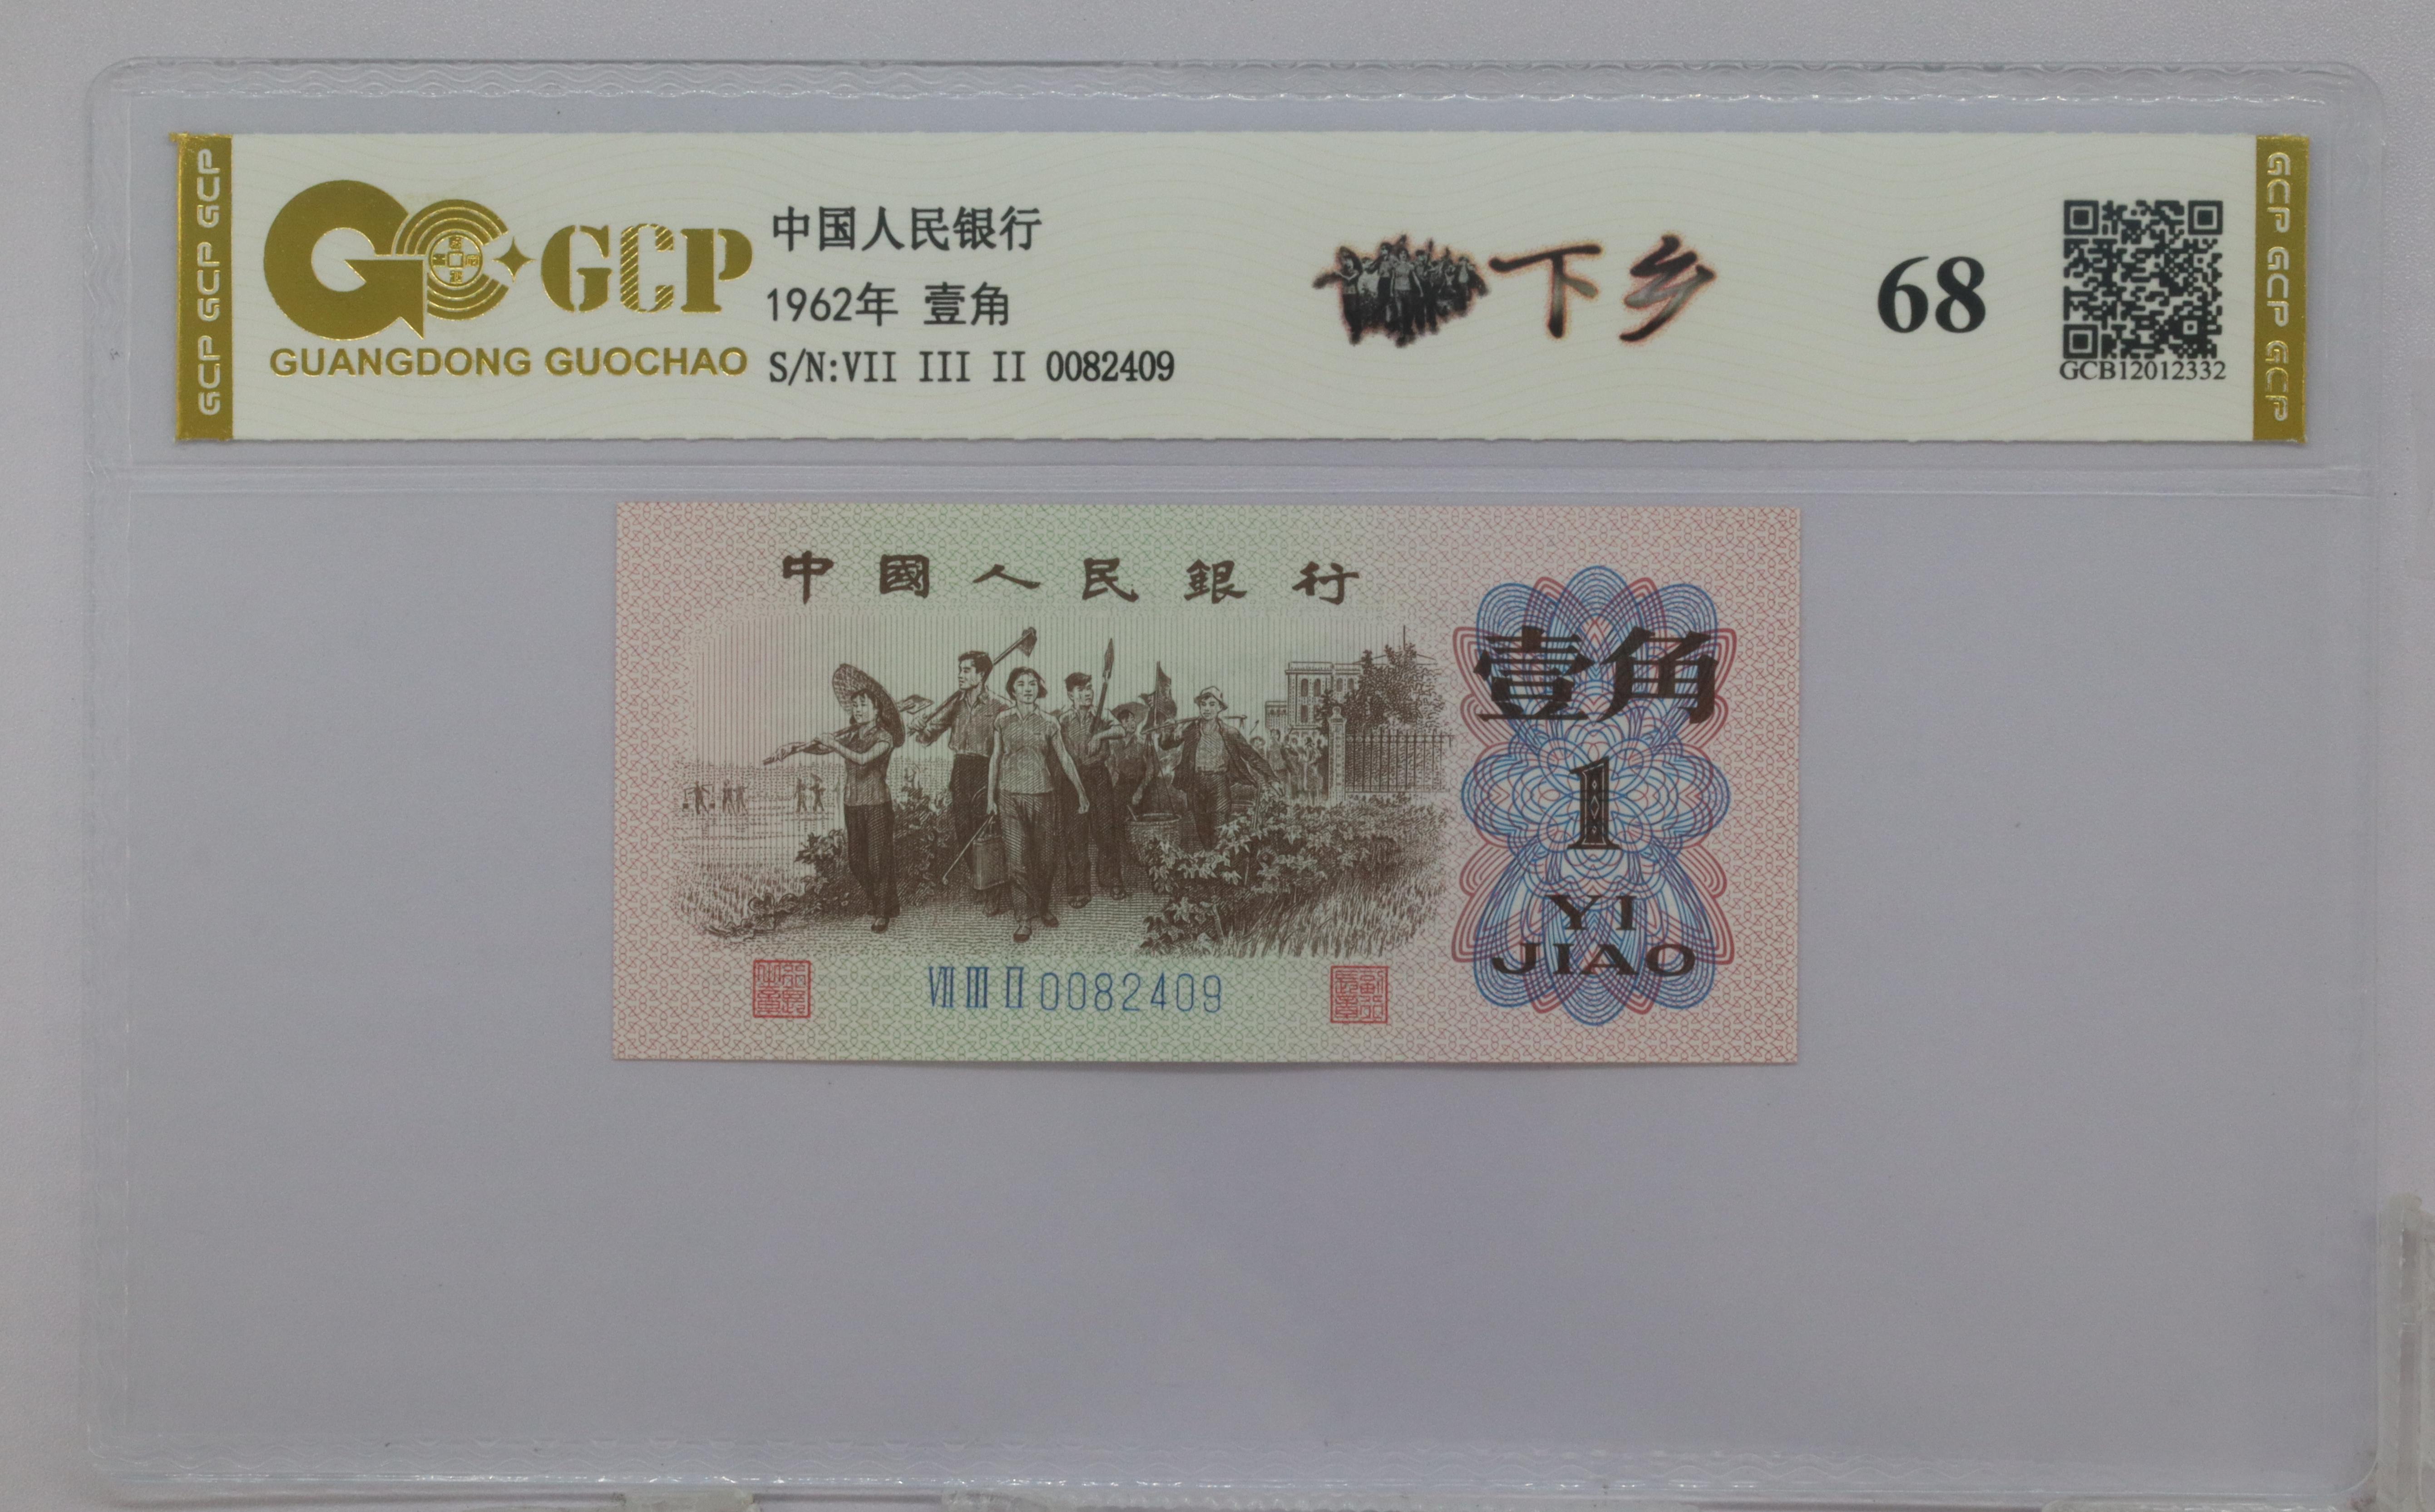 GCP GCP GCP
GCP
GUANGDONG GUOCHAO
中国人民银行
1962年 壹角
S/N:VII III II 0082409
下乡
68
GCB12012332
GCP GCP GCP
中國人民銀行
壹角
1
YI
JIAO
VII III II 0082409